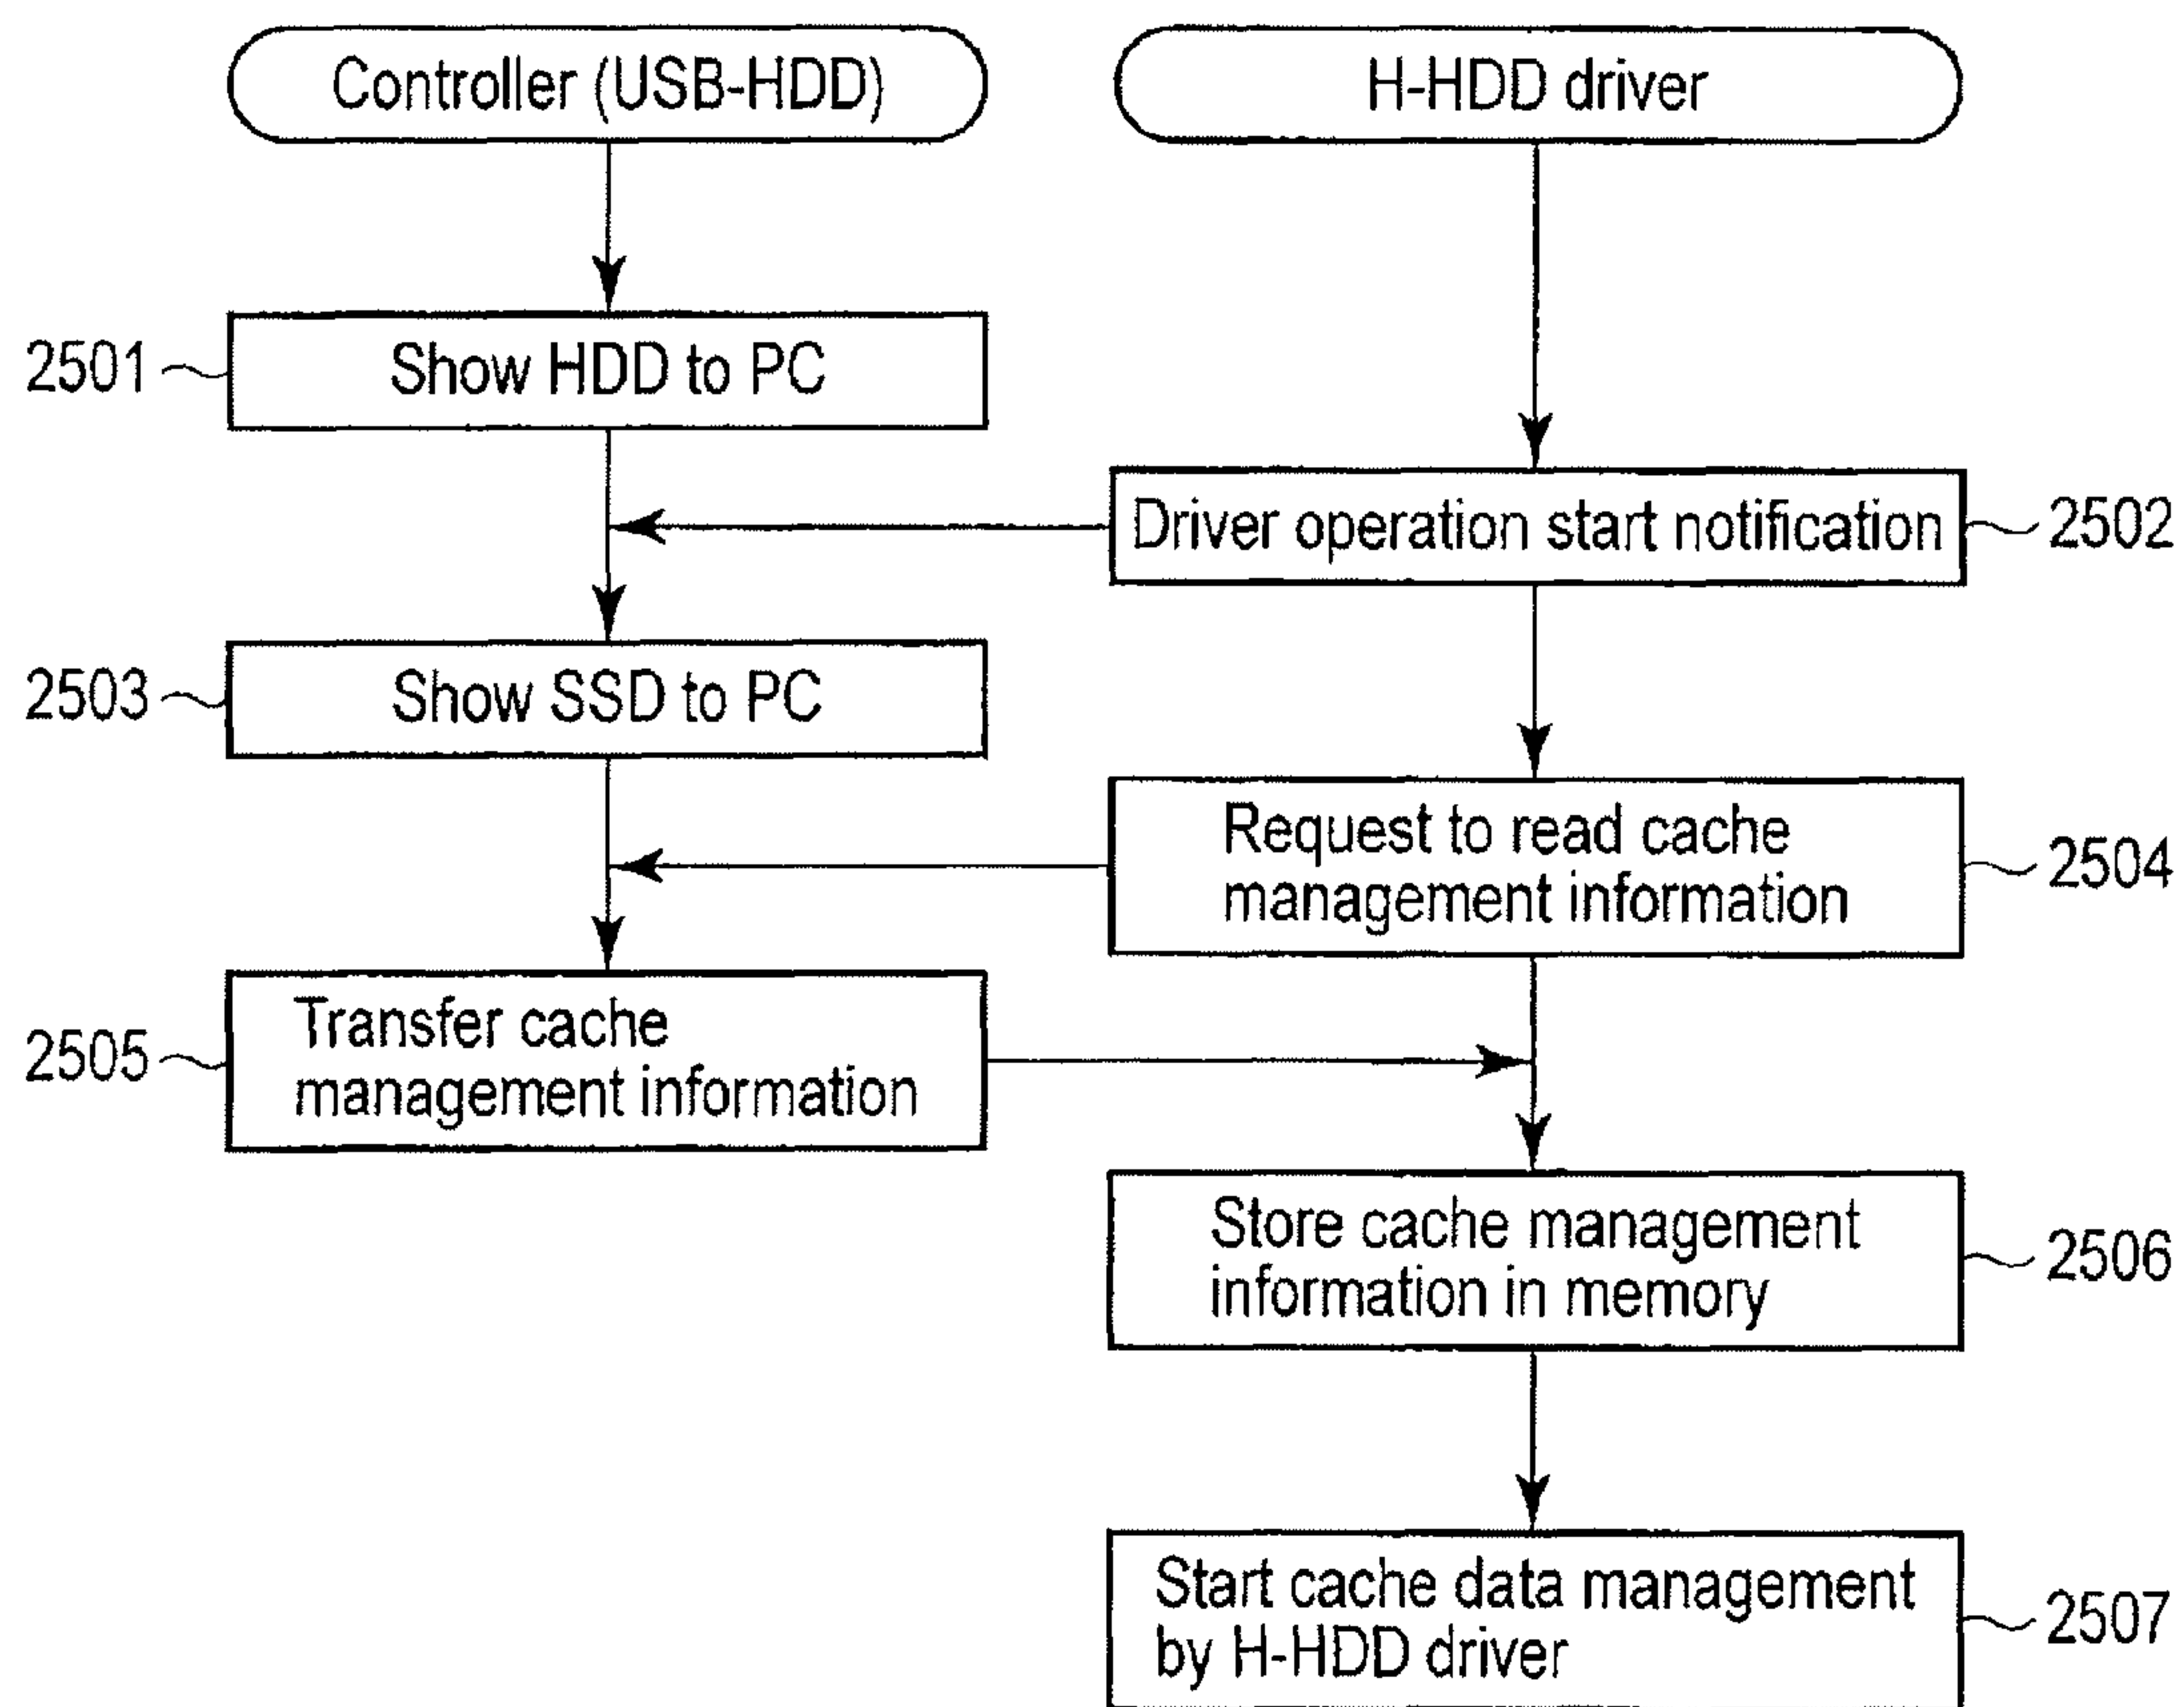 Controller (USB-HDD)
H-HDD driver
2501
Show HDD to PC
Driver operation start notification
2502
2503
Show SSD to PC
Request to read cache
management information
2504
2505
Transfer cache
management information
Store cache management
information in memory
2506
Start cache data management
by H-HDD driver
2507